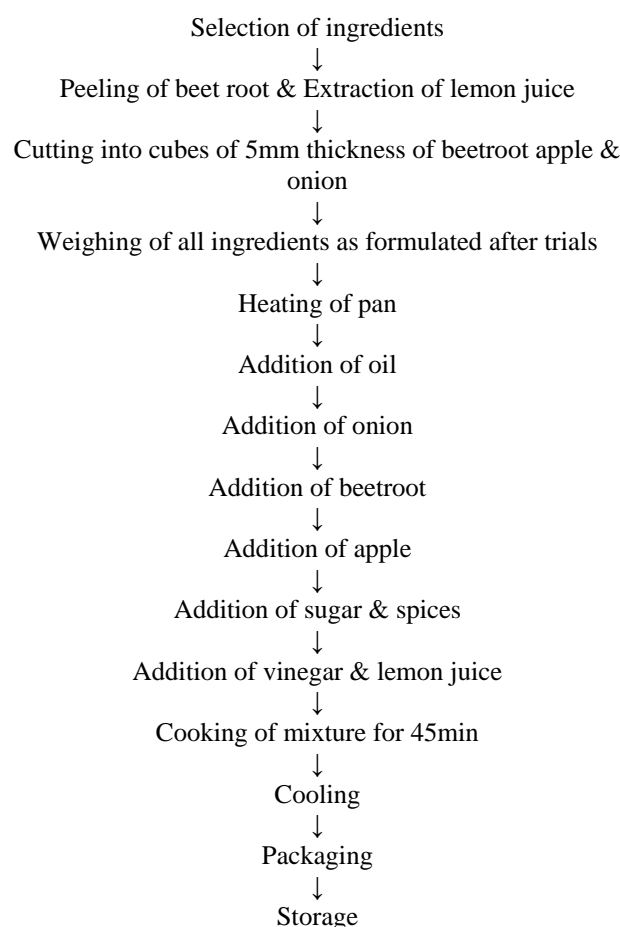 Selection of ingredients
↓
Peeling of beet root & Extraction of lemon juice
↓
Cutting into cubes of 5mm thickness of beetroot apple &
onion
↓
Weighing of all ingredients as formulated after trials
↓
Heating of pan
↓
Addition of oil
↓
Addition of onion
↓
Addition of beetroot
↓
Addition of apple
↓
Addition of sugar & spices
↓
Addition of vinegar & lemon juice
↓
Cooking of mixture for 45min
↓
Cooling
↓
Packaging
↓
Storage